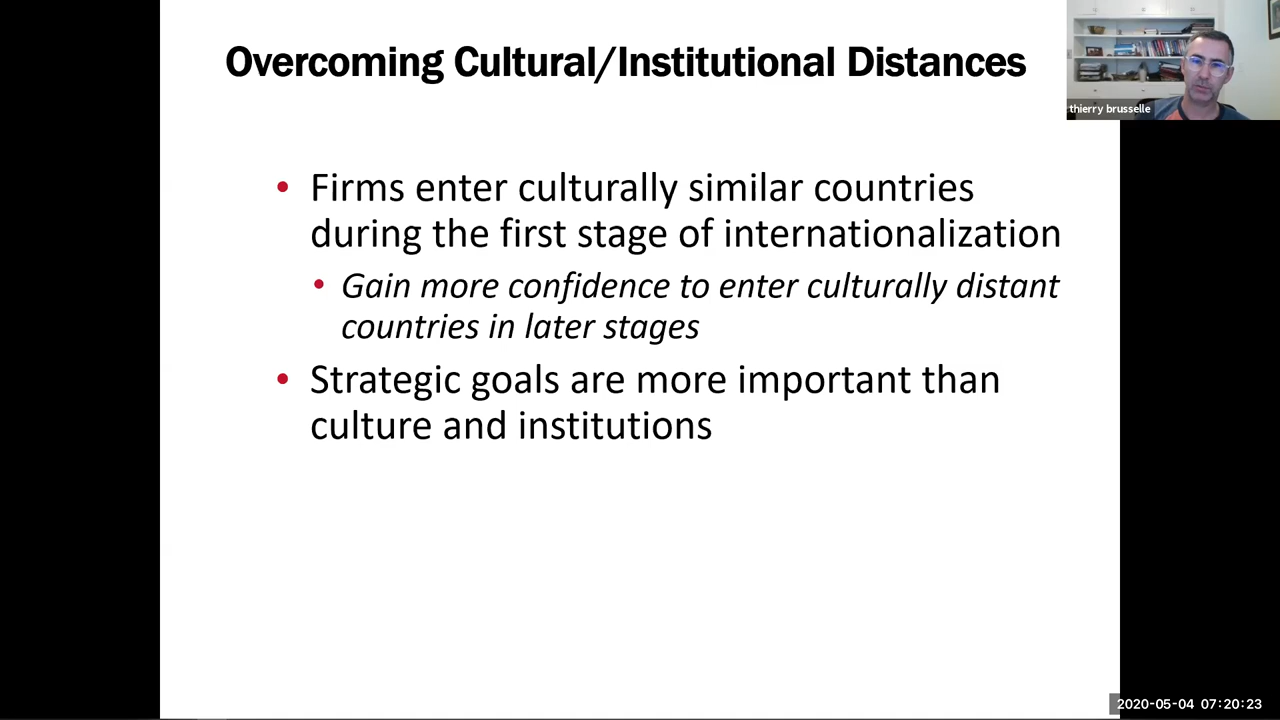 Overcoming Cultural/Institutional Distances
thierry brusselle
• Firms enter culturally similar countries
during the first stage of internationalization
• Gain more confidence to enter culturally distant
countries in later stages
• Strategic goals are more important than
culture and institutions
2020-05-04 07:20:23